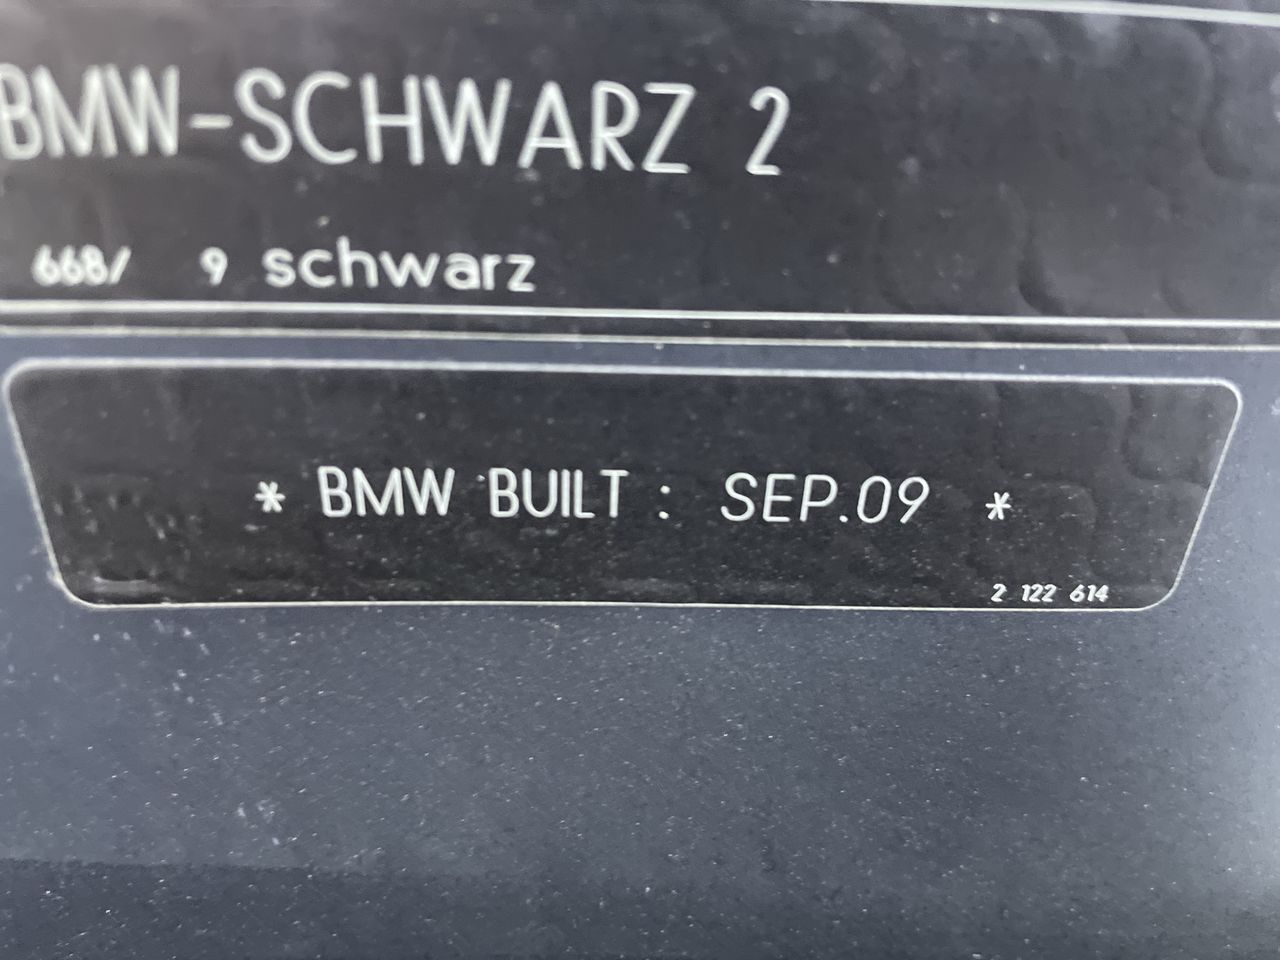 BMW-SCHWARZ 2
668/ 9 schwarz
* BMW BUILT : SEP.09 *
2 122 614